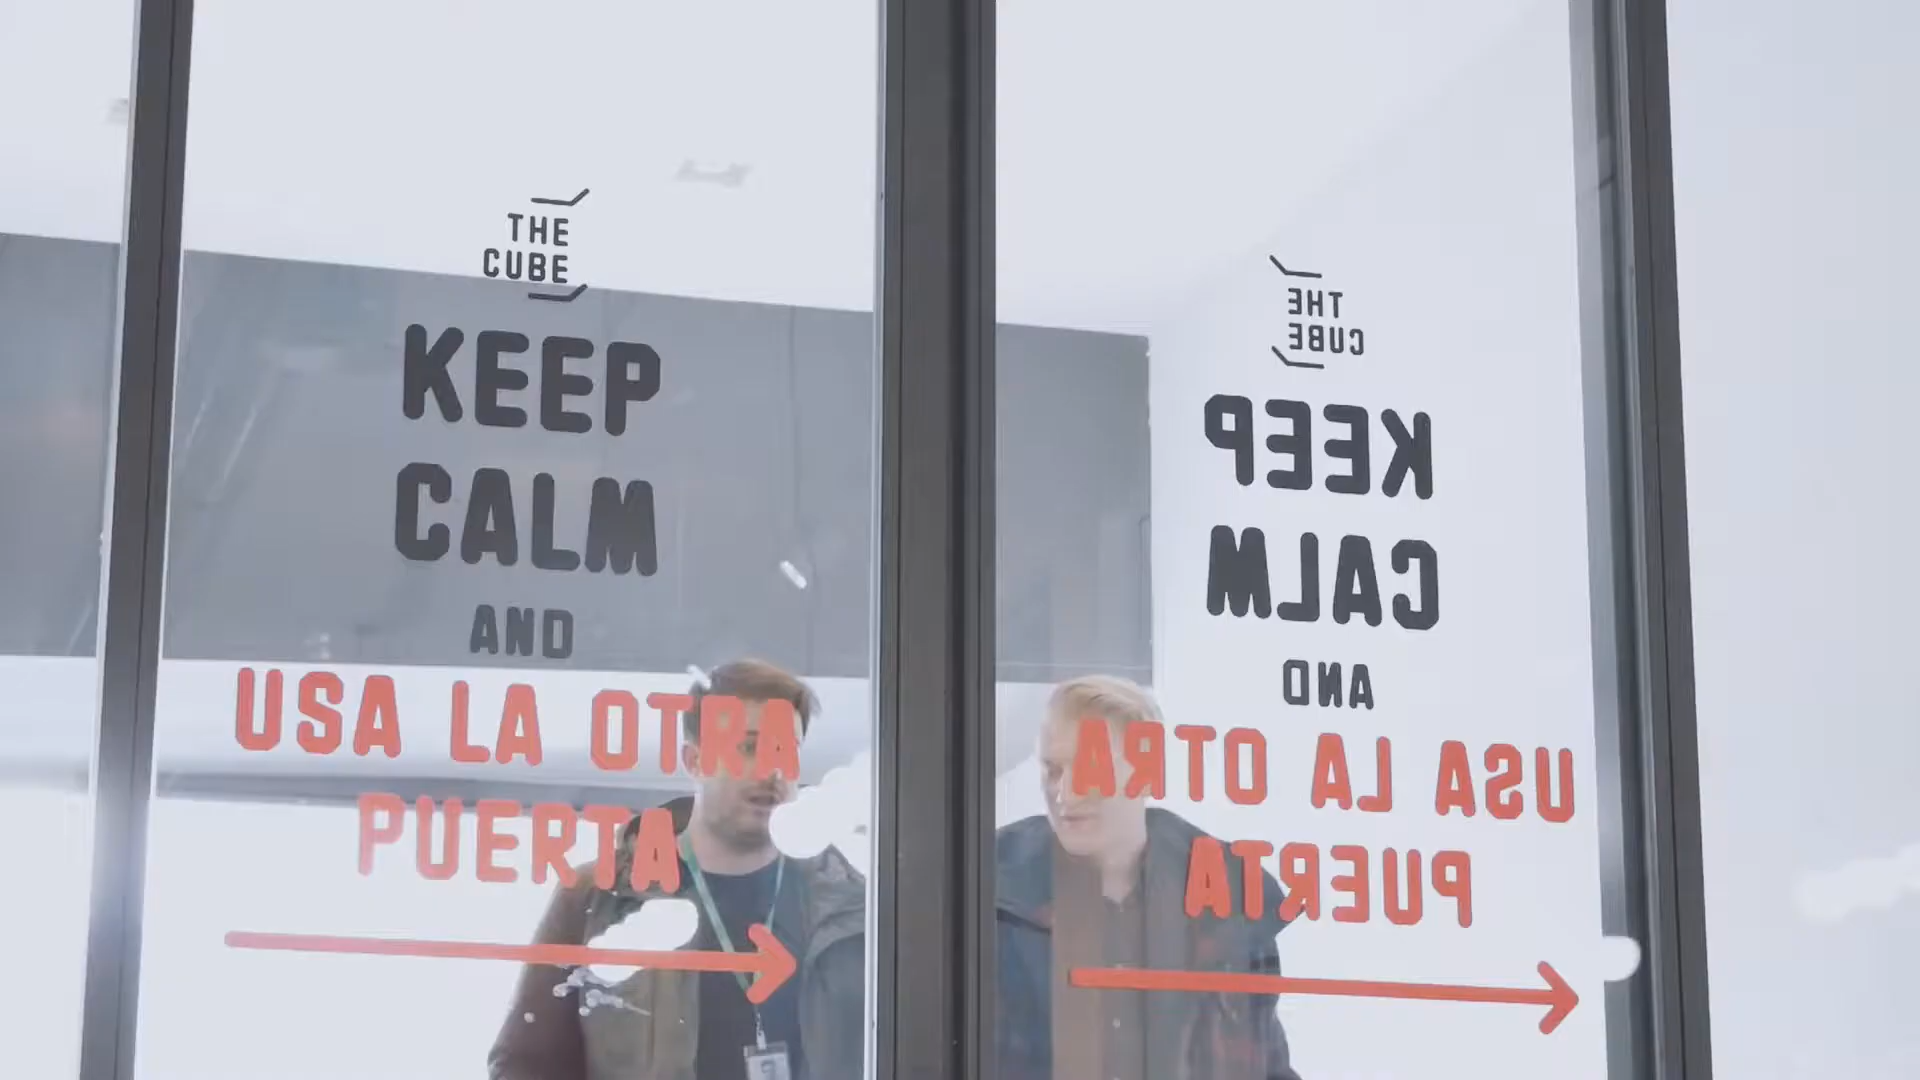 THE
CUBE
KEEP
CALM
AND
USA LA OTRA
PUERTA
THE
CUBE
KEEP
CALM
AND
USA LA OTRA
PUERTA